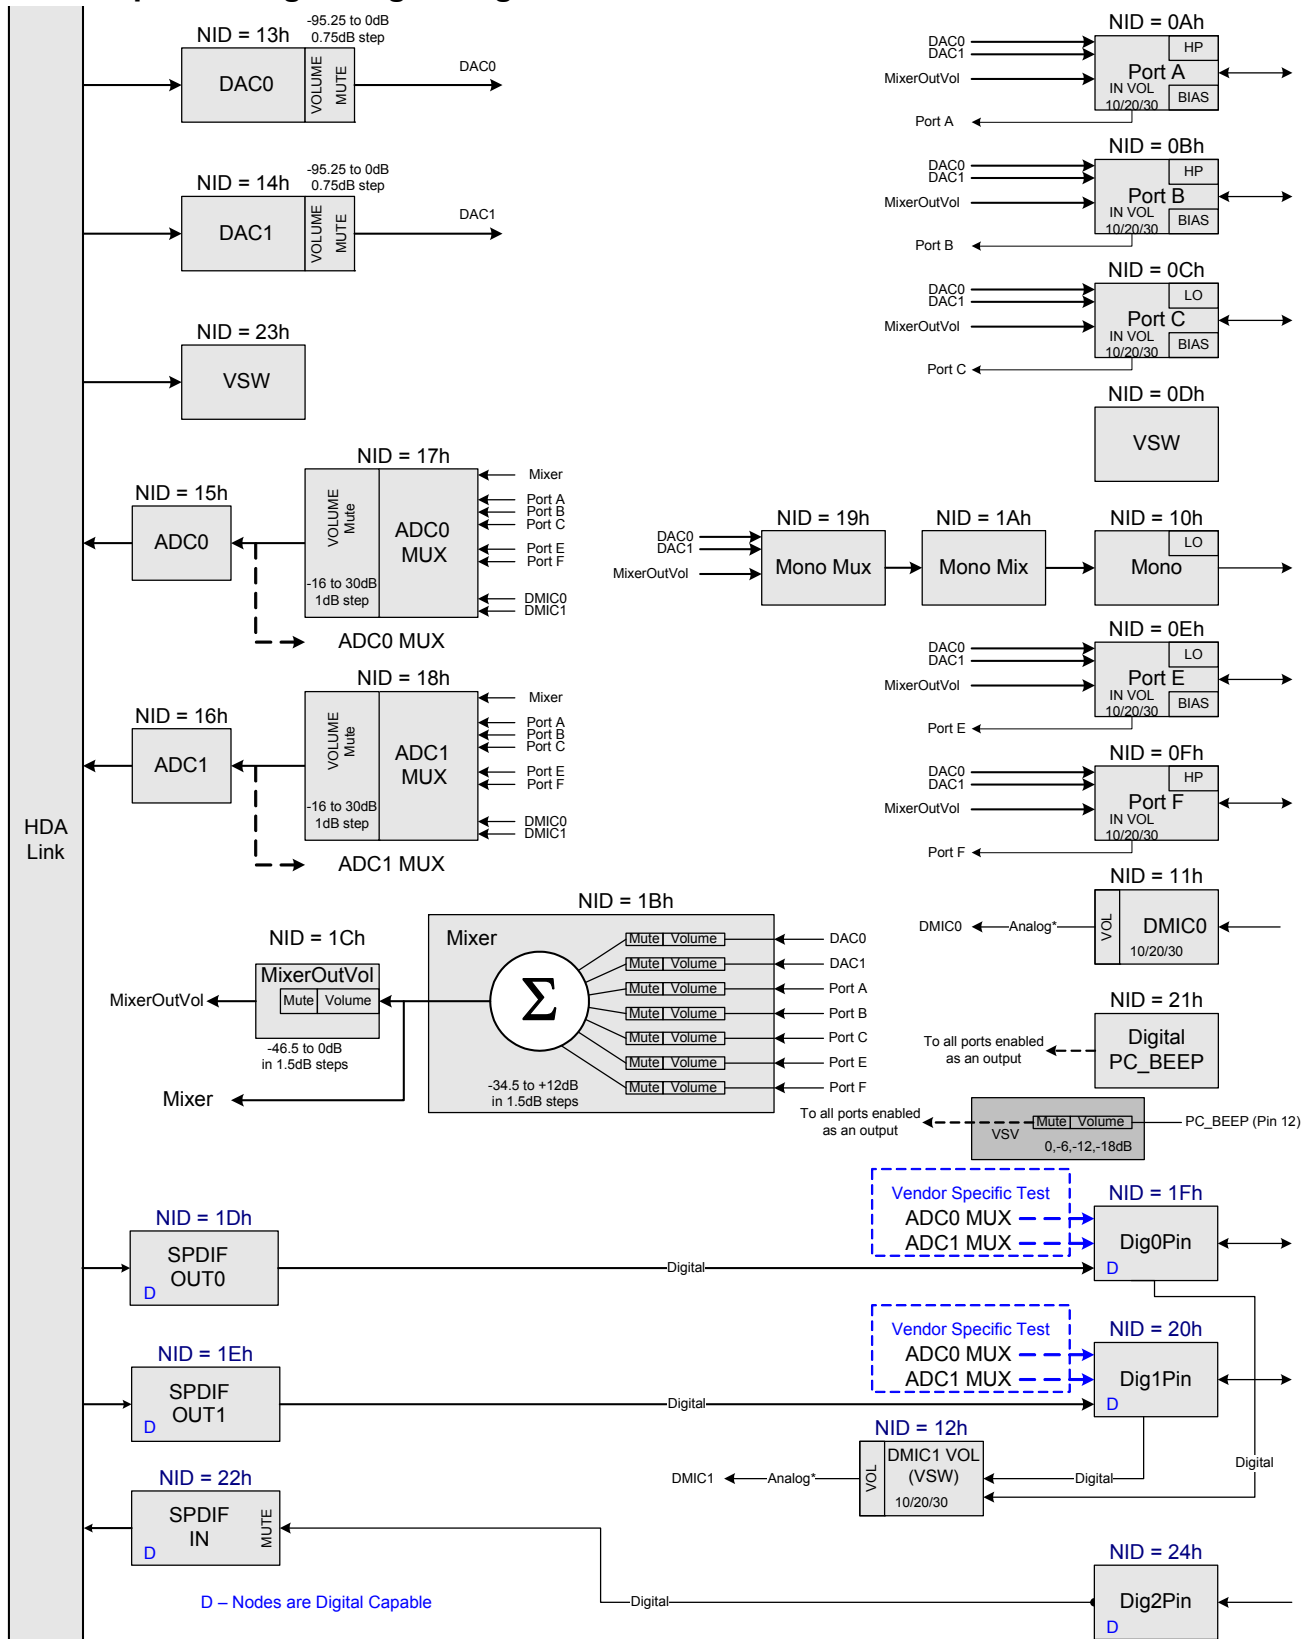 HDA
Link
NID = 13h
-95.25 to 0dB
0.75dB step
DAC0
VOLUME
MUTE
DAC0
NID = 14h
-95.25 to 0dB
0.75dB step
DAC1
VOLUME
MUTE
DAC1
NID = 23h
VSW
NID = 17h
VOLUME
Mute
-16 to 30dB
1dB step
ADC0
MUX
Mixer
Port A
Port B
Port C
Port E
Port F
DMIC0
DMIC1
NID = 15h
ADC0
ADC0 MUX
NID = 18h
VOLUME
Mute
-16 to 30dB
1dB step
ADC1
MUX
Mixer
Port A
Port B
Port C
Port E
Port F
DMIC0
DMIC1
NID = 16h
ADC1
ADC1 MUX
NID = 1Bh
Mixer
Σ
-34.5 to +12dB
in 1.5dB steps
Mute Volume
DAC0
Mute Volume
DAC1
Mute Volume
Port A
Mute Volume
Port B
Mute Volume
Port C
Mute Volume
Port E
Mute Volume
Port F
NID = 1Ch
MixerOutVol
Mute Volume
MixerOutVol
-46.5 to 0dB
in 1.5dB steps
Mixer
NID = 0Ah
DAC0
DAC1
MixerOutVol
HP
Port A
IN VOL
10/20/30
BIAS
Port A
NID = 0Bh
DAC0
DAC1
MixerOutVol
HP
Port B
IN VOL
10/20/30
BIAS
Port B
NID = 0Ch
DAC0
DAC1
MixerOutVol
LO
Port C
IN VOL
10/20/30
BIAS
Port C
NID = 0Dh
VSW
NID = 19h
DAC0
DAC1
MixerOutVol
Mono Mux
NID = 1Ah
Mono Mix
NID = 10h
LO
Mono
NID = 0Eh
DAC0
DAC1
MixerOutVol
LO
Port E
IN VOL
10/20/30
BIAS
Port E
NID = 0Fh
DAC0
DAC1
MixerOutVol
HP
Port F
IN VOL
10/20/30
Port F
NID = 11h
DMIC0
Analog*
VOL
DMIC0
10/20/30
NID = 21h
Digital
PC_BEEP
To all ports enabled
as an output
To all ports enabled
as an output
VSV
Mute Volume
0,-6,-12,-18dB
PC_BEEP (Pin 12)
Vendor Specific Test
ADC0 MUX
ADC1 MUX
NID = 1Fh
Dig0Pin
D
NID = 1Dh
SPDIF
OUT0
D
Digital
Vendor Specific Test
ADC0 MUX
ADC1 MUX
NID = 20h
Dig1Pin
D
NID = 1Eh
SPDIF
OUT1
D
Digital
NID = 12h
DMIC1
Analog*
VOL
DMIC1 VOL
(VSW)
10/20/30
Digital
Digital
NID = 22h
SPDIF
IN
MUTE
D
Digital
NID = 24h
Dig2Pin
D
D – Nodes are Digital Capable